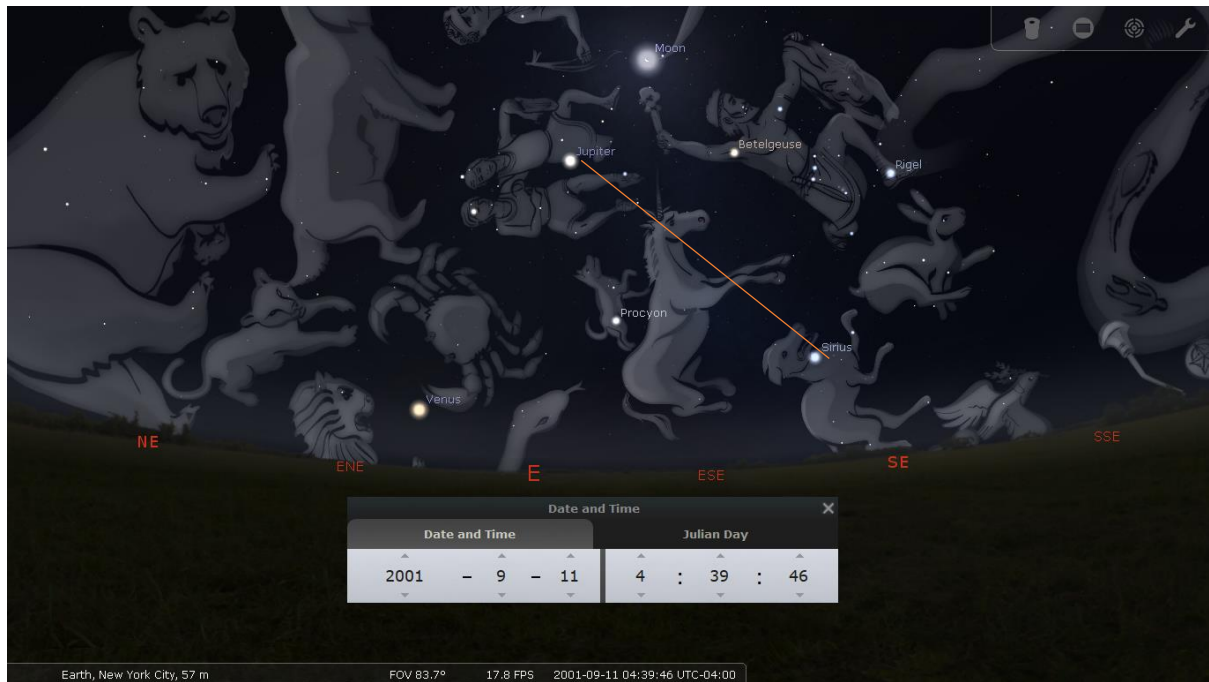 Moon
Jupiter
Betelgeuse
Rigel
Procyon
Sirius
Venus
NE
ENE
E
ESE
SE
SSE
Date and Time
Date and Time Julian Day
2001 - 9 - 11 4 : 39 : 46
Earth, New York City, 57 m FOV 83.7° 17.8 FPS 2001-09-11 04:39:46 UTC-04:00